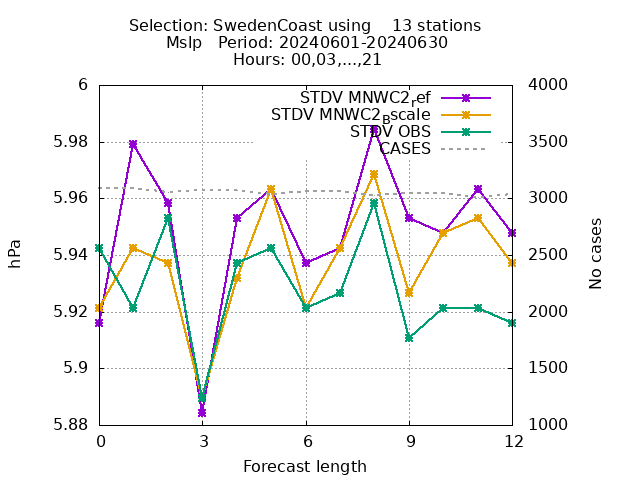 Selection: SwedenCoast using    13 stations
Mslp   Period: 20240601-20240630
Hours: 00,03,...,21
STDV MNWC2_ref
STDV MNWC2_Bscale
STDV OBS
CASES
6
5.98
5.96
5.94
5.92
5.9
5.88
4000
3500
3000
2500
2000
1500
1000
hPa
No cases
0 3 6 9 12
Forecast length